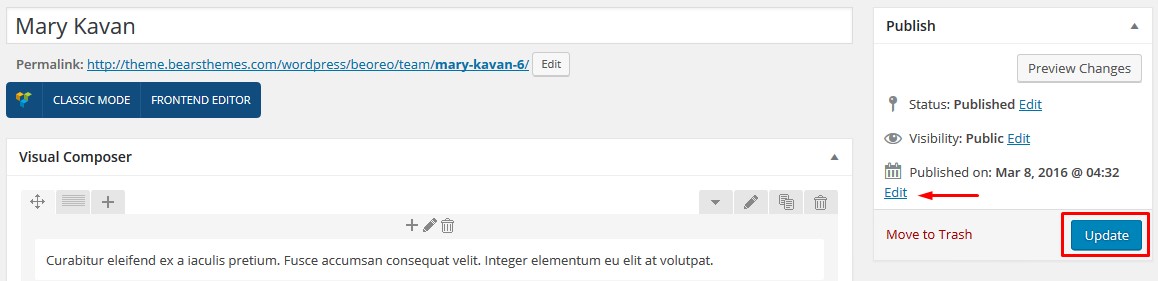 Mary Kavan
Permalink: http://theme.bearsthemes.com/wordpress/beoreo/team/mary-kavan-6/ Edit
CLASSIC MODE FRONTEND EDITOR
Visual Composer
Curabitur eleifend ex a iaculis pretium. Fusce accumsan consequat velit. Integer elementum eu elit at volutpat.
Publish
Preview Changes
Status: Published Edit
Visibility: Public Edit
Published on: Mar 8, 2016 @ 04:32
Edit
Move to Trash Update